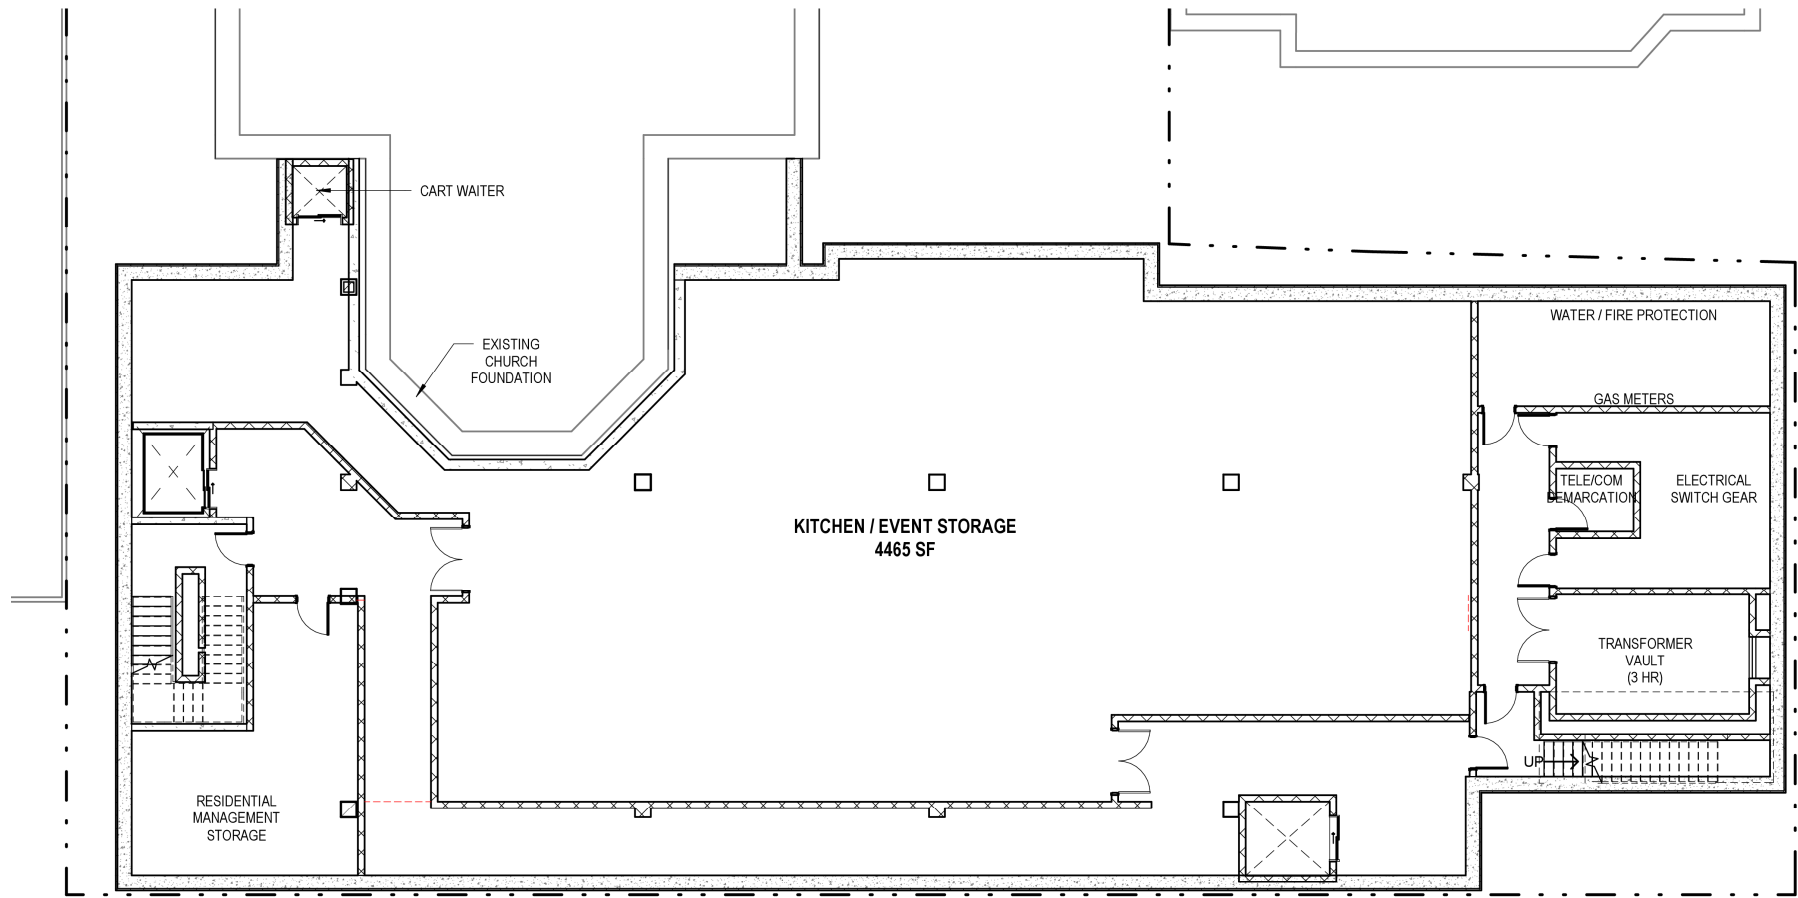 CART WAITER
EXISTING
CHURCH
FOUNDATION
WATER / FIRE PROTECTION
GAS METERS
TELE/COM
DEMARCATION
ELECTRICAL
SWITCH GEAR
KITCHEN / EVENT STORAGE
4465 SF
TRANSFORMER
VAULT
(3 HR)
UP
RESIDENTIAL
MANAGEMENT
STORAGE